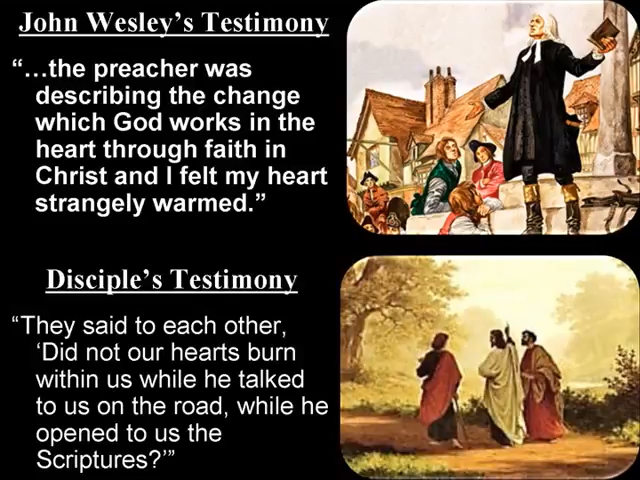 John Wesley’s Testimony
“…the preacher was
describing the change
which God works in the
heart through faith in
Christ and I felt my heart
strangely warmed.”
Disciple’s Testimony
“They said to each other,
‘Did not our hearts burn
within us while he talked
to us on the road, while he
opened to us the
Scriptures?’”